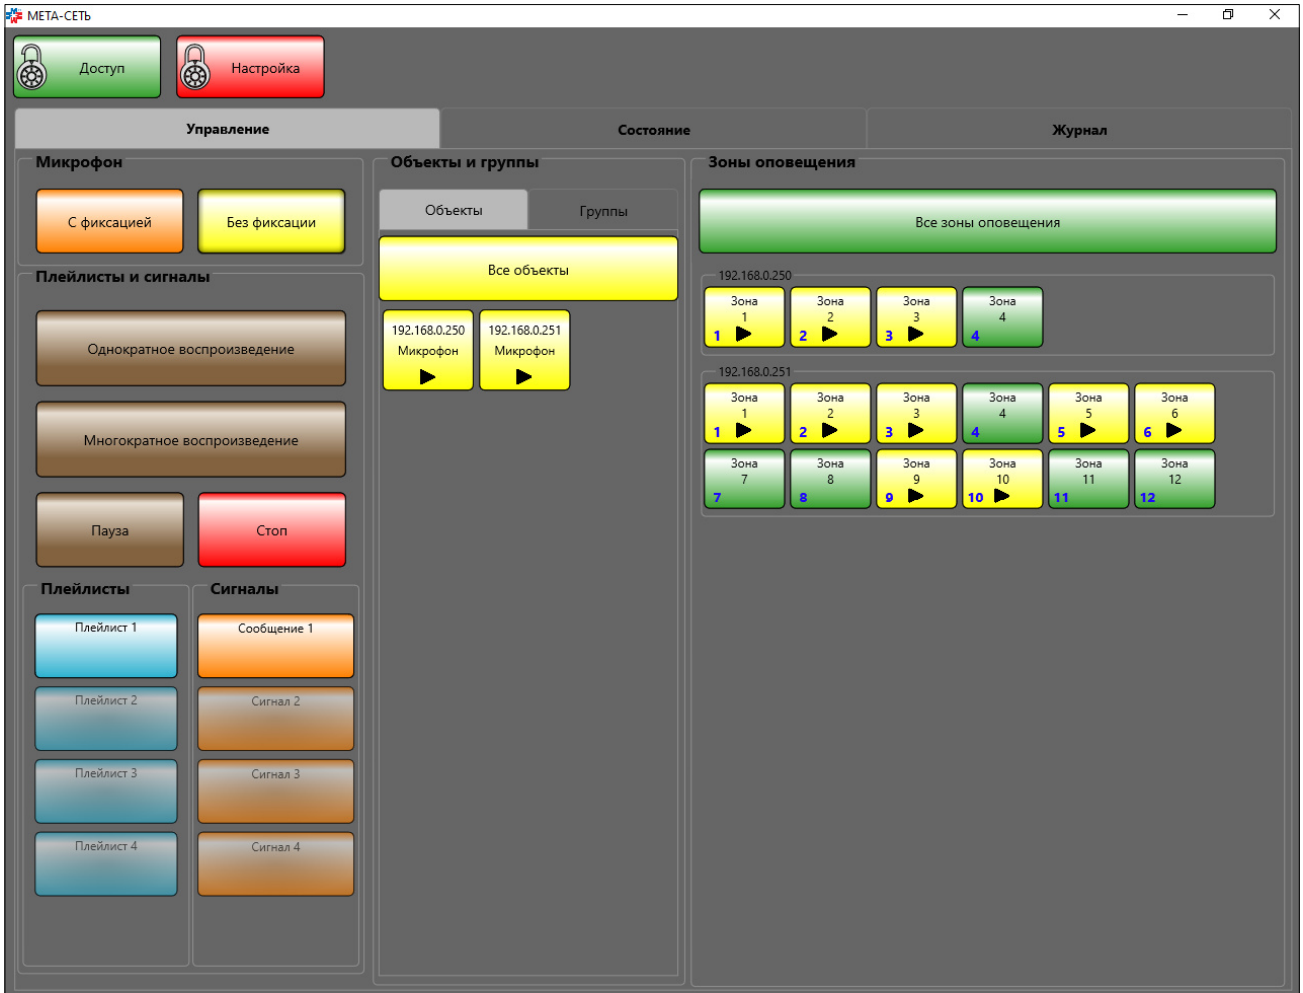 МЕТА-СЕТЬ
Доступ
Настройка
Управление
Состояние
Журнал
Микрофон
С фиксацией
Без фиксации
Плейлисты и сигналы
Однократное воспроизведение
Многократное воспроизведение
Пауза
Стоп
Плейлисты
Плейлист 1
Плейлист 2
Плейлист 3
Плейлист 4
Сигналы
Сообщение 1
Сигнал 2
Сигнал 3
Сигнал 4
Объекты и группы
Объекты
Группы
Все объекты
192.168.0.250
Микрофон
192.168.0.251
Микрофон
Зоны оповещения
Все зоны оповещения
192.168.0.250
Зона
1
1
Зона
2
2
Зона
3
3
Зона
4
4
192.168.0.251
Зона
1
1
Зона
2
2
Зона
3
3
Зона
4
4
Зона
5
5
Зона
6
6
Зона
7
7
Зона
8
8
Зона
9
9
Зона
10
10
Зона
11
11
Зона
12
12